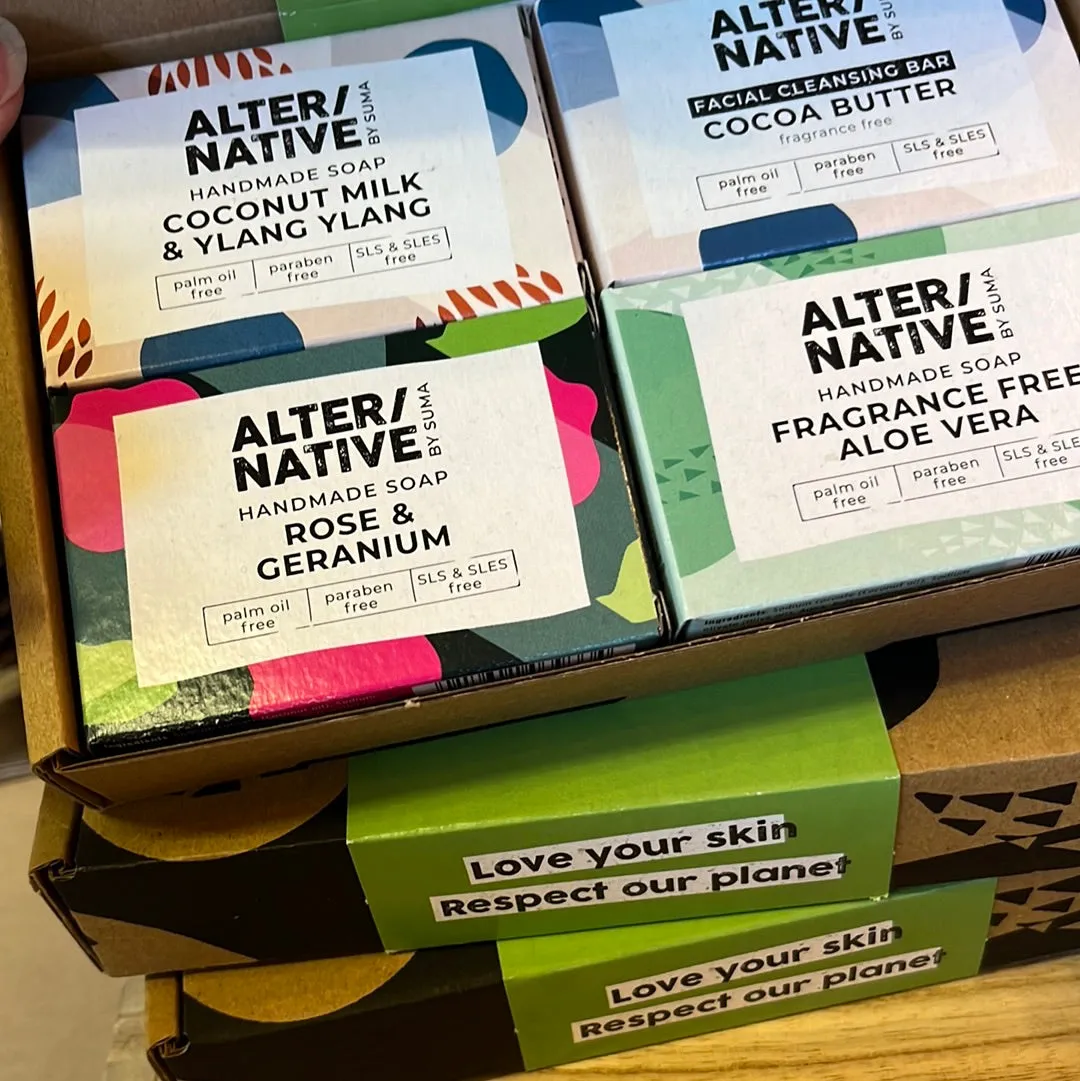 ALTER/
NATIVE
BY SUMA
HANDMADE SOAP
COCONUT MILK
& YLANG YLANG
palm oil
free
paraben
free
SLS & SLES
free
ALTER/
NATIVE
BY SUMA
FACIAL CLEANSING BAR
COCOA BUTTER
fragrance free
palm oil
free
paraben
free
SLS & SLES
free
ALTER/
NATIVE
BY SUMA
HANDMADE SOAP
ROSE &
GERANIUM
palm oil
free
paraben
free
SLS & SLES
free
ALTER/
NATIVE
BY SUMA
HANDMADE SOAP
FRAGRANCE FREE
ALOE VERA
palm oil
free
paraben
free
SLS & SLE
free
Ingredients
Love your skin
Respect our planet
Love your skin
Respect our planet